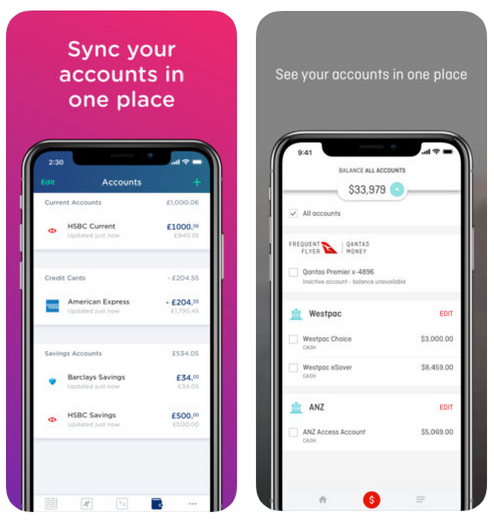 Sync your
accounts in
one place
2:30
Edit
Accounts
+
Current Accounts
£1,000.06
HSBC Current
£1000.06
Updated just now
£940.35
Credit Cards
- £204.55
American Express
- £204.55
Updated just now
£1,795.45
Savings Accounts
£534.05
Barclays Savings
£34.05
Updated just now
£34.05
HSBC Savings
£500.00
Updated just now
£500.00
See your accounts in one place
9:41
BALANCE ALL ACCOUNTS
$33,979
All accounts
FREQUENT FLYER
QANTAS MONEY
Qantas Premier x-4896
Inactive account - balance unavailable
Westpac
EDIT
Westpac Choice
$3,000.00
CASH
Westpac eSaver
$8,459.00
CASH
ANZ
EDIT
ANZ Access Account
$5,069.00
CASH
$